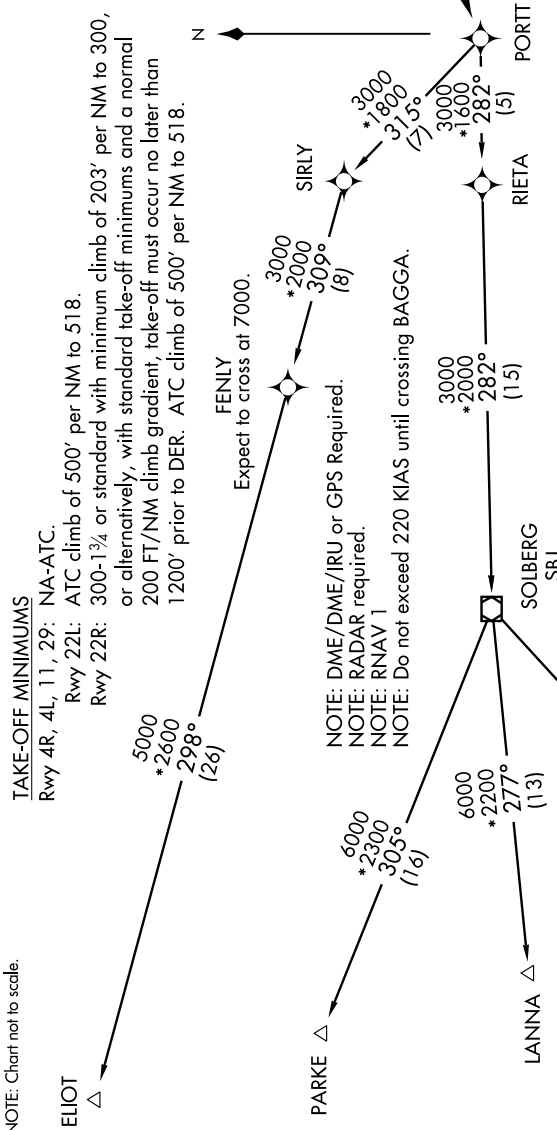 NOTE: Chart not to scale.
TAKE-OFF MINIMUMS
Rwy 4R, 4L, 11, 29: NA-ATC.
Rwy 22L: ATC climb of 500' per NM to 518.
Rwy 22R: 300-1¾ or standard with minimum climb of 203' per NM to 300,
or alternatively, with standard take-off minimums and a normal
200 FT/NM climb gradient, take-off must occur no later than
1200' prior to DER. ATC climb of 500' per NM to 518.
N
ELIOT
5000
*2600
298°
(26)
FENLY
Expect to cross at 7000.
3000
*2000
309°
(8)
SIRLY
3000
*1800
315°
(7)
NOTE: DME/DME/IRU or GPS Required.
NOTE: RADAR required.
NOTE: RNAV 1
NOTE: Do not exceed 220 KIAS until crossing BAGGA.
PARKE
6000
*2300
305°
(16)
LANNA
6000
*2200
277°
(13)
SOLBERG
SBJ
3000
*2000
282°
(15)
RIETA
3000
*1600
282°
(5)
PORTT